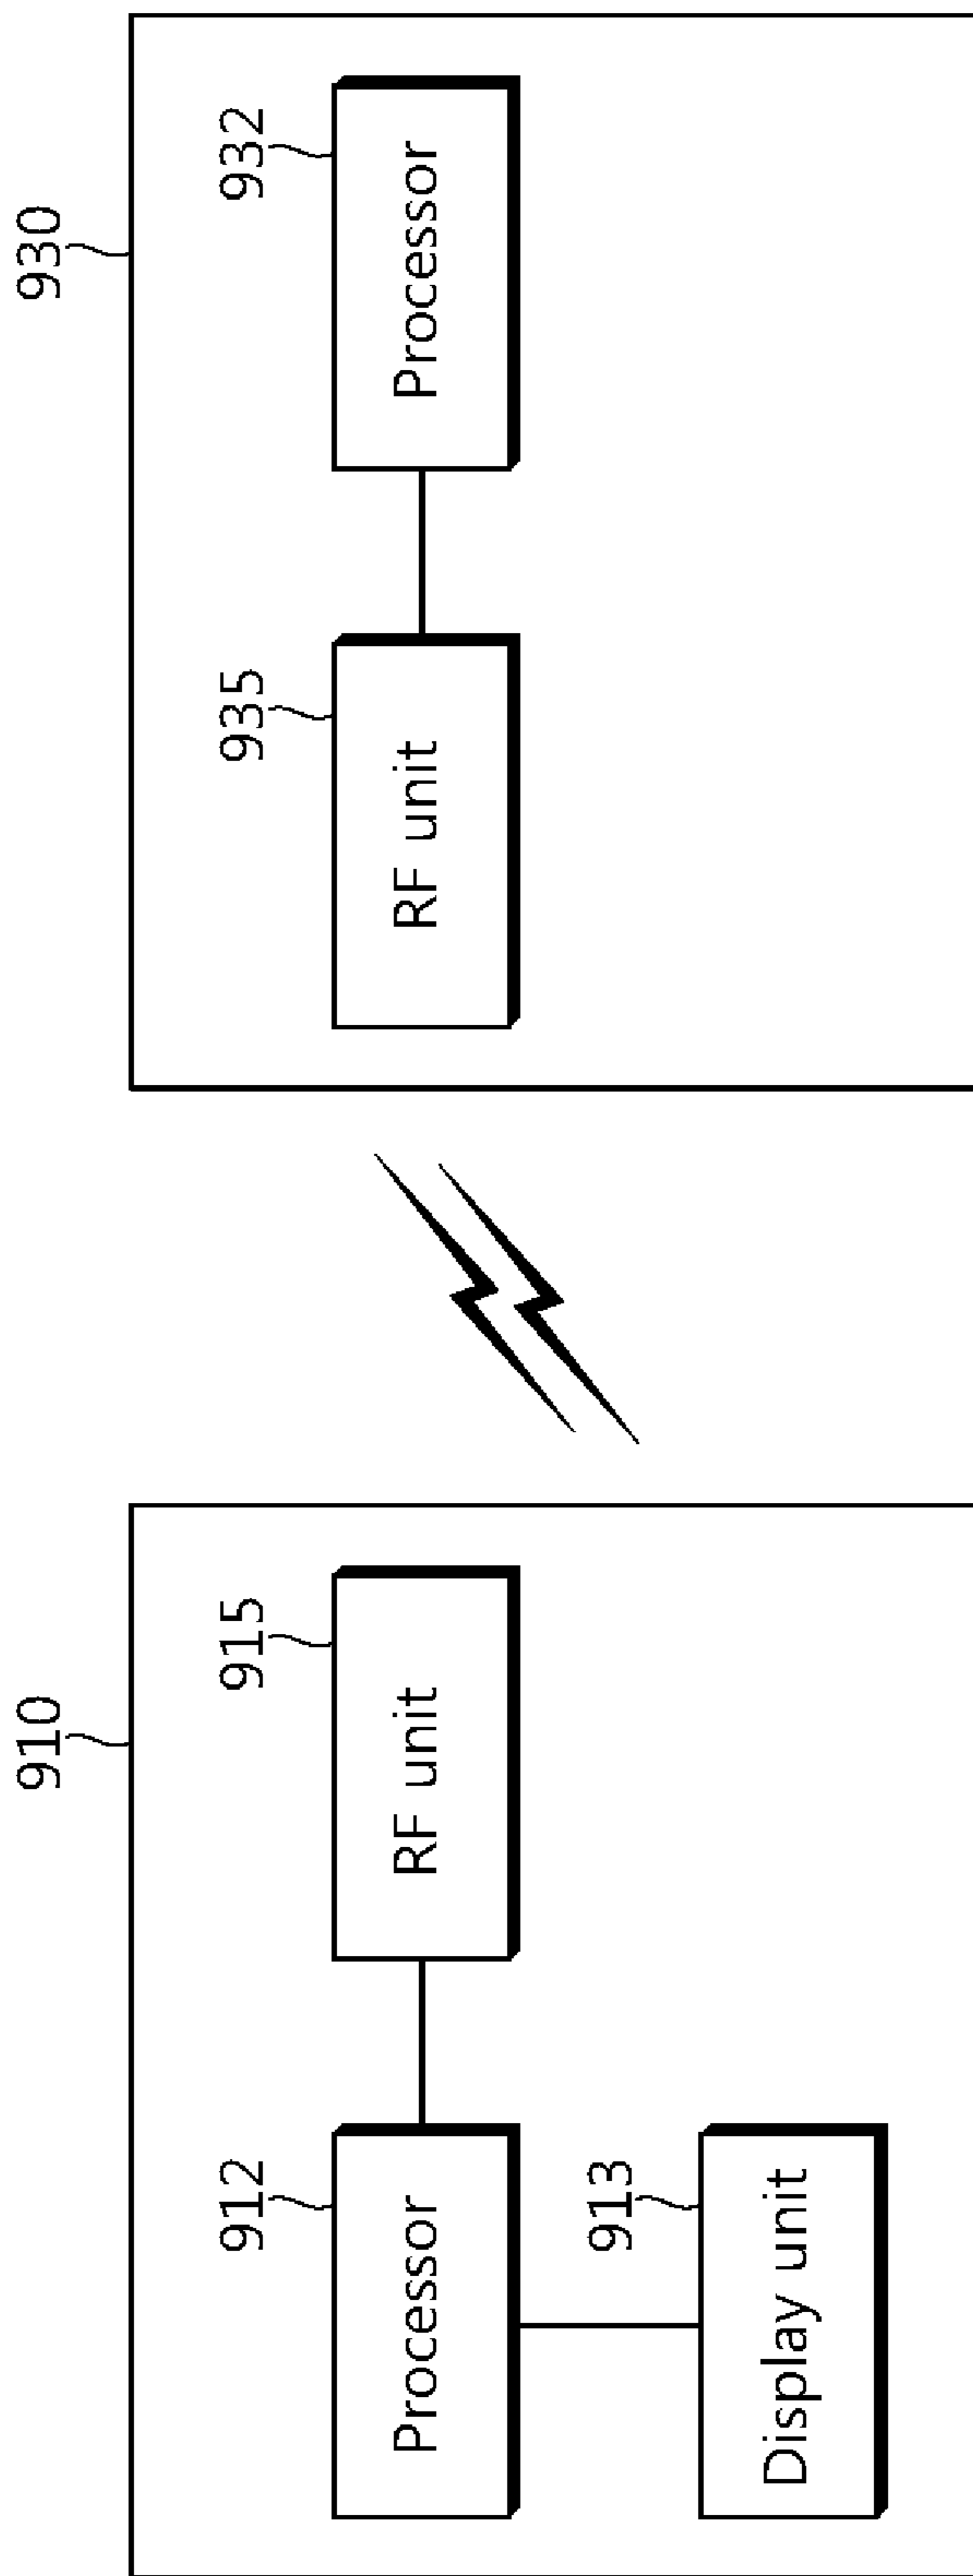 910
912
Processor
915
RF unit
913
Display unit
930
935
RF unit
932
Processor